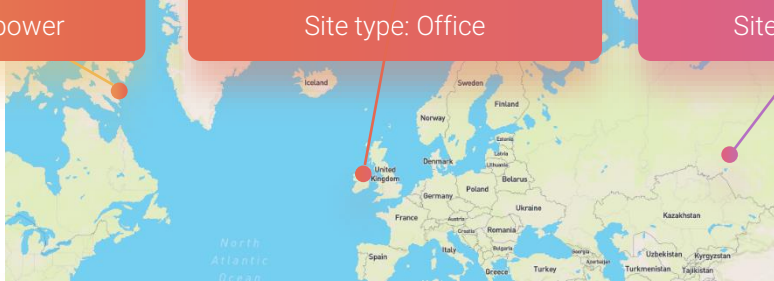 power
Site type: Office
Site
Iceland
Sweden
Finland
Norway
Estonia
Latvia
Lithuania
Denmark
United
Kingdom
Belarus
Poland
Germany
Ukraine
France
Austria
Kazakhstan
Croatia
Romania
North
Atlantic
Ocean
Italy
Bulgaria
Spain
Georgia
Uzbekistan
Kyrgyzstan
Azerbaijan
Greece
Turkey
Turkmenistan
Tajikistan